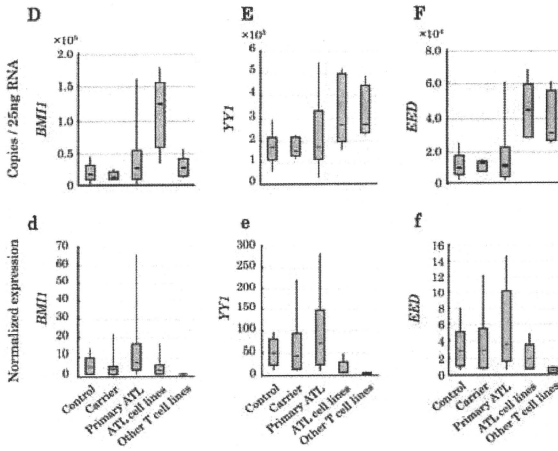 D E F
Copies / 25ng RNA
×10⁵ ×10⁵ ×10⁴
BMI1
2.0
1.5
1.0
0.5
0
YY1
6
5
4
3
2
1
0
EED
8.0
6.0
4.0
2.0
0
d e f
Normalized expression
BMI1
70
60
50
40
30
20
10
0
YY1
300
250
200
150
100
50
0
EED
16
14
12
10
8
6
4
2
0
Control Carrier Primary ATL ATL cell lines Other T cell lines
Control Carrier Primary ATL ATL cell lines Other T cell lines
Control Carrier Primary ATL ATL cell lines Other T cell lines